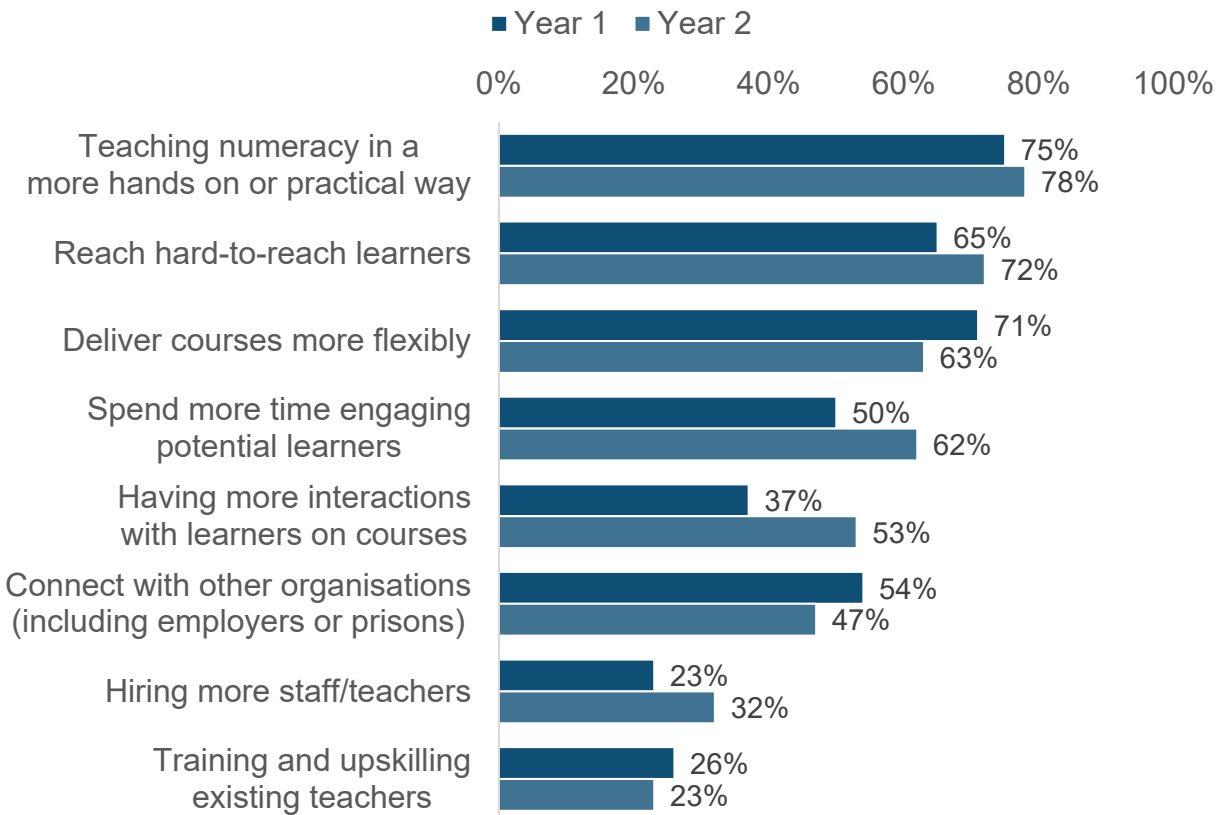 Year 1 Year 2
0% 20% 40% 60% 80% 100%
Teaching numeracy in a
more hands on or practical way
75%
78%
Reach hard-to-reach learners
65%
72%
Deliver courses more flexibly
71%
63%
Spend more time engaging
potential learners
50%
62%
Having more interactions
with learners on courses
37%
53%
Connect with other organisations
(including employers or prisons)
54%
47%
Hiring more staff/teachers
23%
32%
Training and upskilling
existing teachers
26%
23%